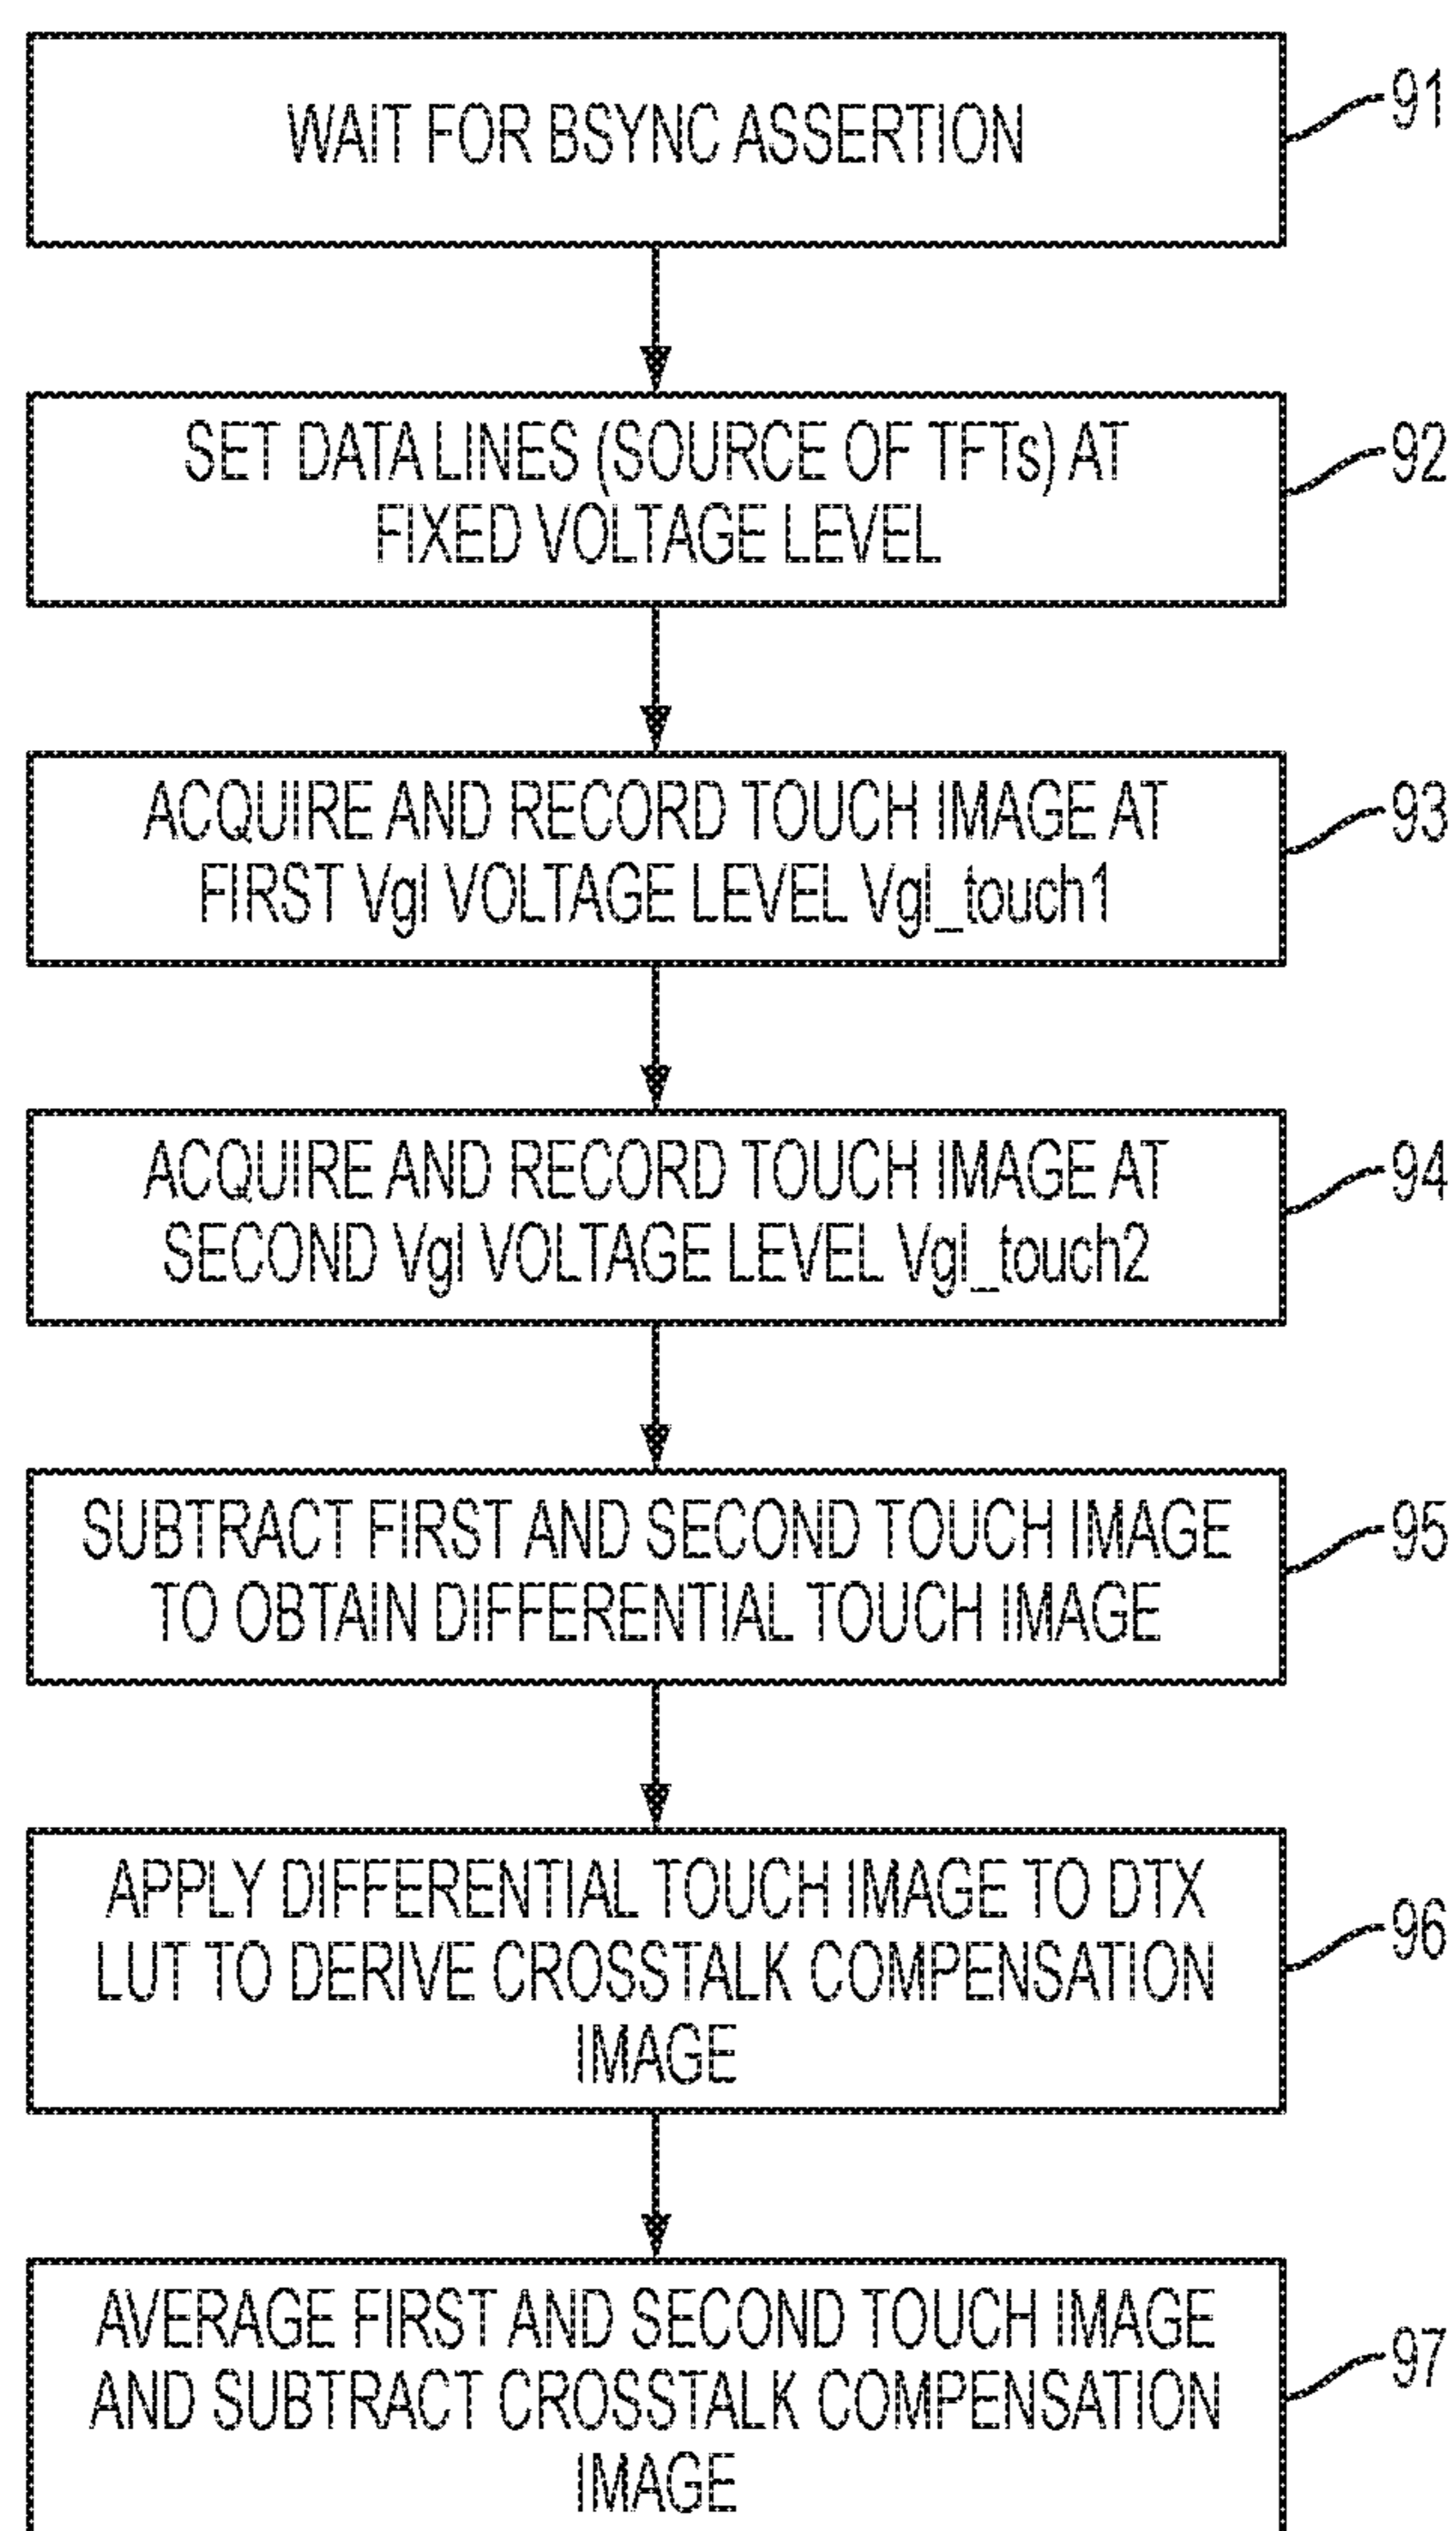 WAIT FOR BSYNC ASSERTION
91
SET DATA LINES (SOURCE OF TFTs) AT
FIXED VOLTAGE LEVEL
92
ACQUIRE AND RECORD TOUCH IMAGE AT
FIRST Vgl VOLTAGE LEVEL Vgl_touch1
93
ACQUIRE AND RECORD TOUCH IMAGE AT
SECOND Vgl VOLTAGE LEVEL Vgl_touch2
94
SUBTRACT FIRST AND SECOND TOUCH IMAGE
TO OBTAIN DIFFERENTIAL TOUCH IMAGE
95
APPLY DIFFERENTIAL TOUCH IMAGE TO DTX
LUT TO DERIVE CROSSTALK COMPENSATION
IMAGE
96
AVERAGE FIRST AND SECOND TOUCH IMAGE
AND SUBTRACT CROSSTALK COMPENSATION
IMAGE
97